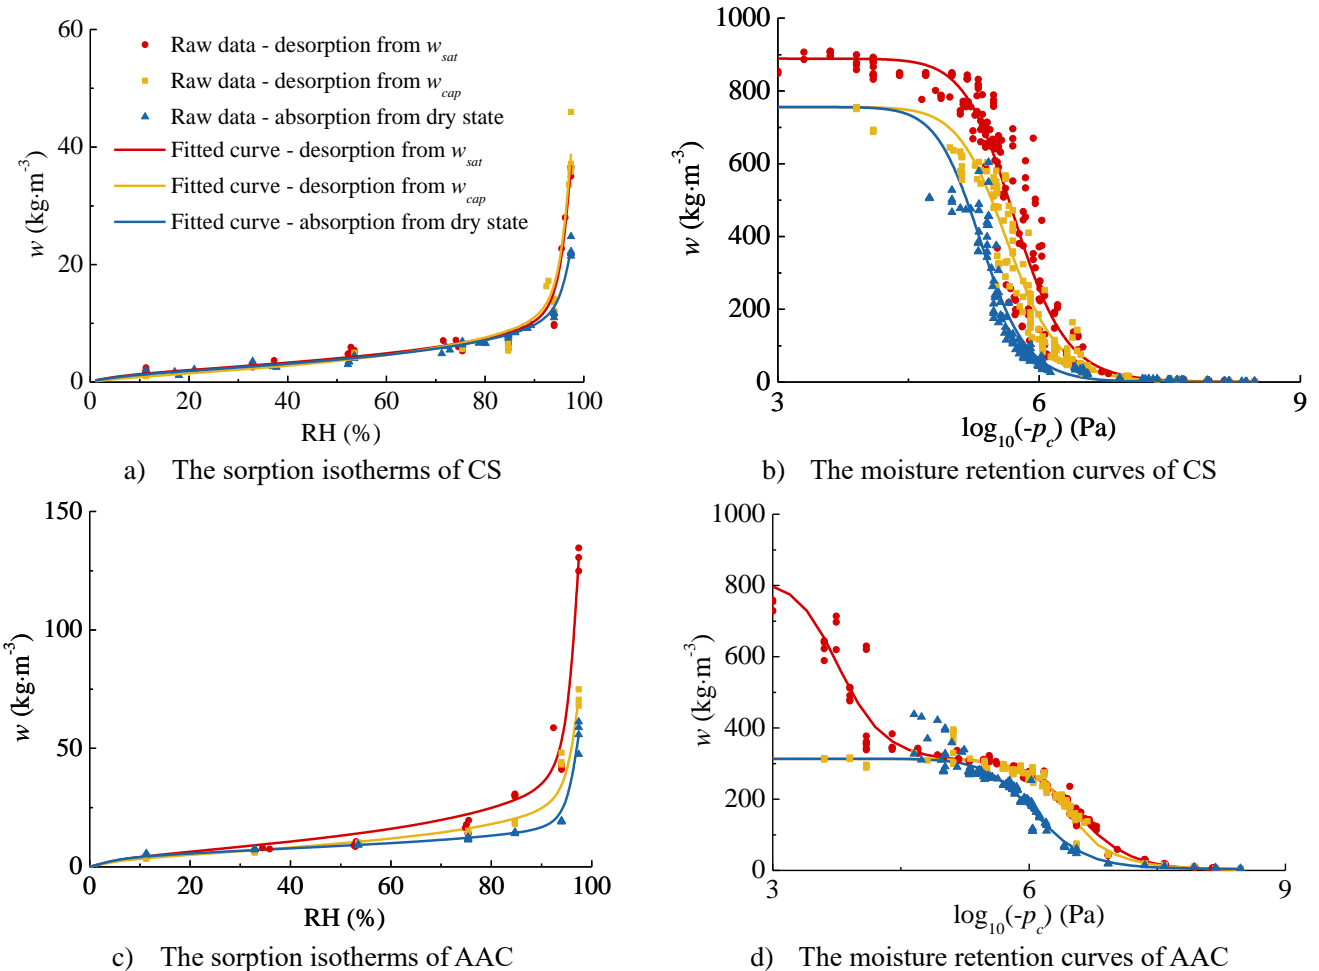 60
40
20
0
w (kg·m-3)
Raw data - desorption from wsat
Raw data - desorption from wcap
Raw data - absorption from dry state
Fitted curve - desorption from wsat
Fitted curve - desorption from wcap
Fitted curve - absorption from dry state
0 20 40 60 80 100
RH (%)
a) The sorption isotherms of CS
1000
800
600
400
200
0
w (kg·m-3)
3 6 9
log10(-pc) (Pa)
b) The moisture retention curves of CS
150
100
50
0
w (kg·m-3)
0 20 40 60 80 100
RH (%)
c) The sorption isotherms of AAC
1000
800
600
400
200
0
w (kg·m-3)
3 6 9
log10(-pc) (Pa)
d) The moisture retention curves of AAC